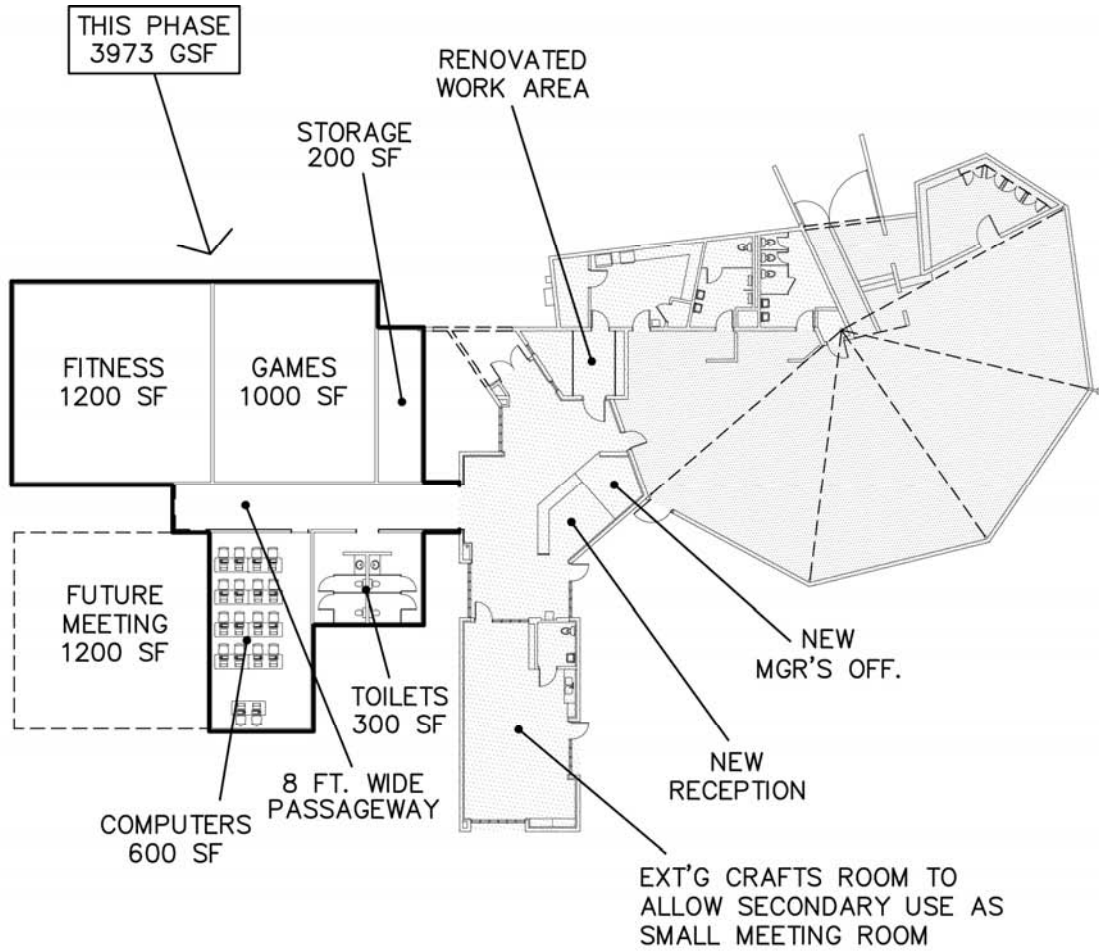 THIS PHASE
3973 GSF
RENOVATED
WORK AREA
STORAGE
200 SF
FITNESS
1200 SF
GAMES
1000 SF
FUTURE
MEETING
1200 SF
TOILETS
300 SF
8 FT. WIDE
PASSAGEWAY
COMPUTERS
600 SF
NEW
MGR'S OFF.
NEW
RECEPTION
EXT'G CRAFTS ROOM TO
ALLOW SECONDARY USE AS
SMALL MEETING ROOM